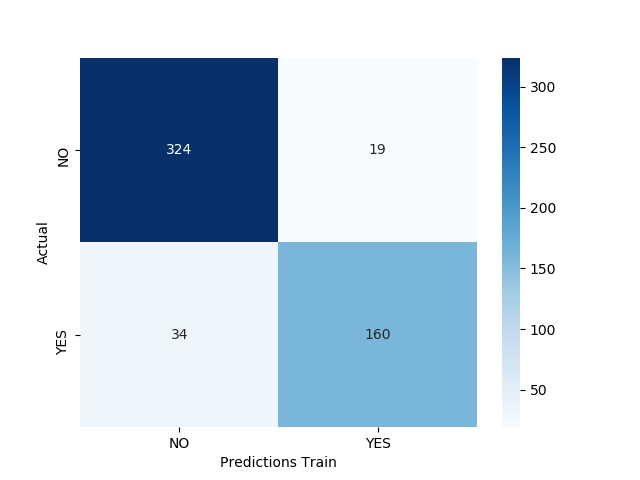 NO
324
19
Actual
YES
34
160
NO
YES
Predictions Train
300
250
200
150
100
50